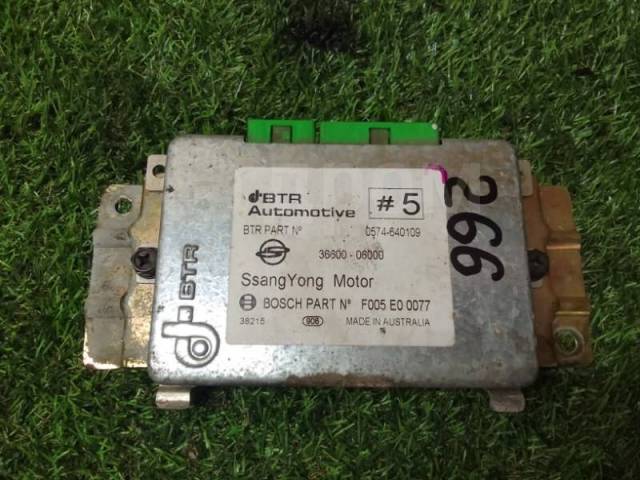 BTR
Automotive
#5
BTR PART Nº 0574-640109
36600 - 06000
SsangYong Motor
BOSCH PART Nº F005 E0 0077
38215 906 MADE IN AUSTRALIA
BTR
266